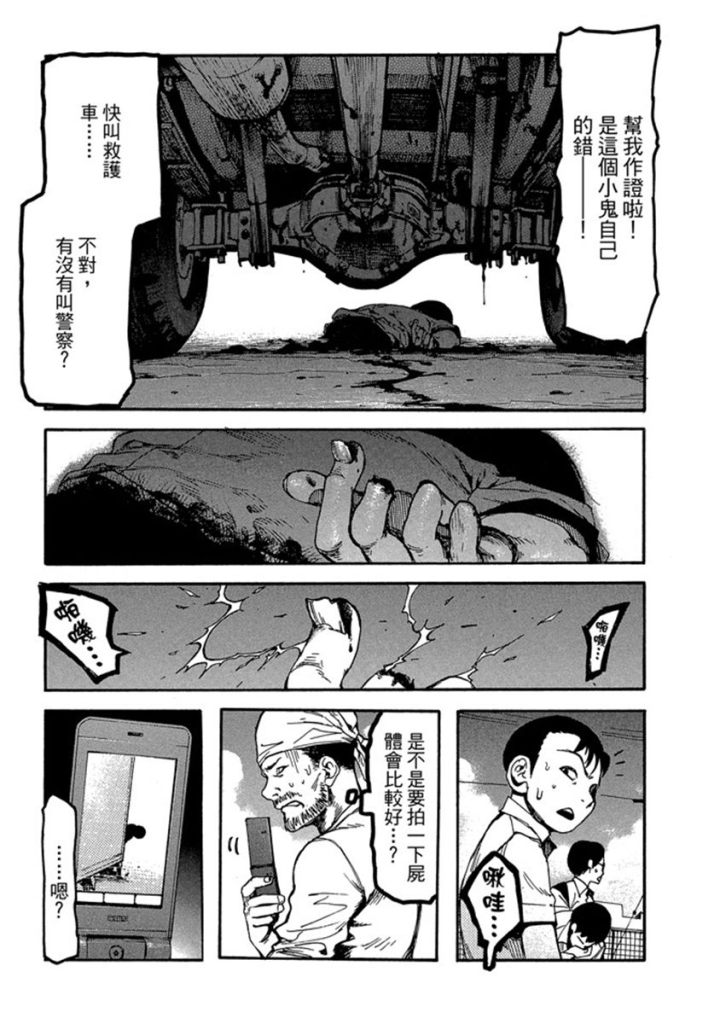 幫我作證啦！
是這個小鬼自己
的錯———！
快叫救護
車……
不對，
有沒有叫警察？
啪嘰…
啪嘰…
啾哇…
是不是要拍一下屍
體會比較好…？
……嗯？